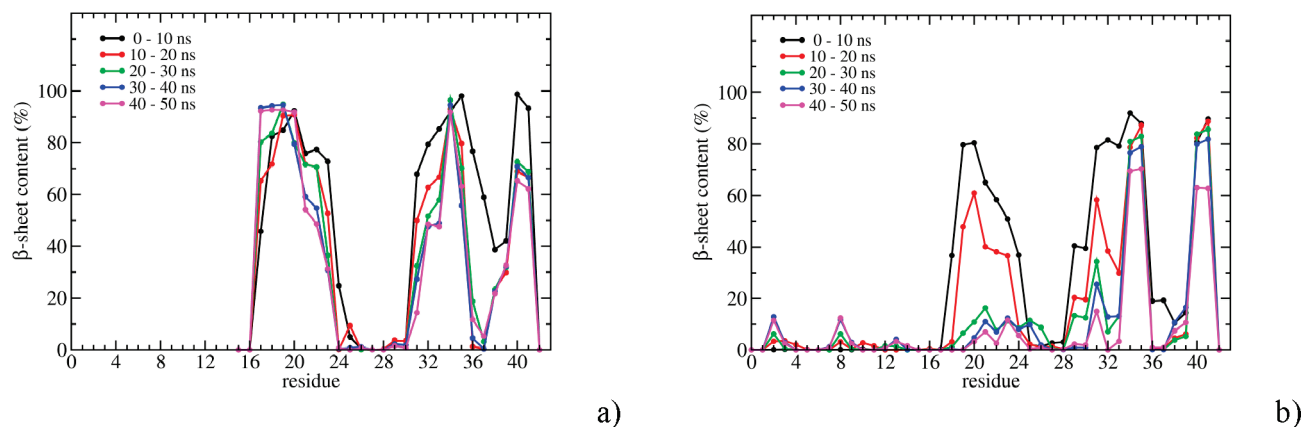 0 - 10 ns
10 - 20 ns
20 - 30 ns
30 - 40 ns
40 - 50 ns
β-sheet content (%)
100
80
60
40
20
0
0 4 8 12 16 20 24 28 32 36 40
residue
a)
0 - 10 ns
10 - 20 ns
20 - 30 ns
30 - 40 ns
40 - 50 ns
β-sheet content (%)
100
80
60
40
20
0
0 4 8 12 16 20 24 28 32 36 40
residue
b)